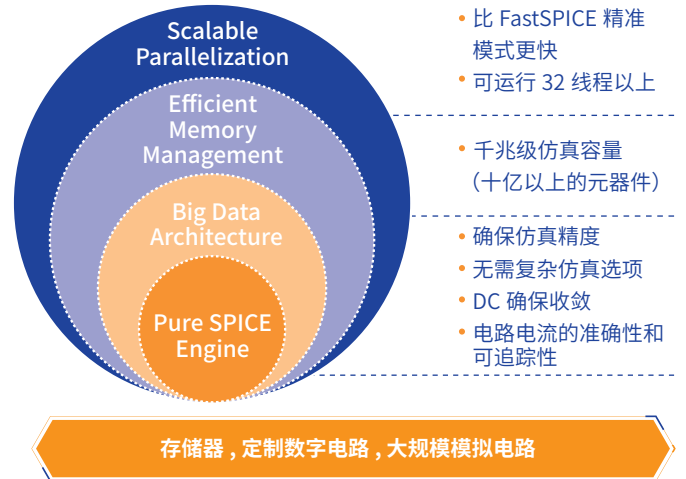 Scalable
Parallelization
Efficient
Memory
Management
Big Data
Architecture
Pure SPICE
Engine
• 比 FastSPICE 精准
模式更快
• 可运行 32 线程以上
• 千兆级仿真容量
（十亿以上的元器件）
• 确保仿真精度
• 无需复杂仿真选项
• DC 确保收敛
• 电路电流的准确性和
可追踪性
存储器 , 定制数字电路 , 大规模模拟电路